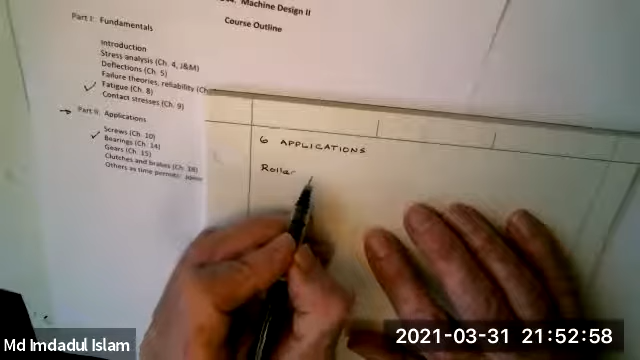 Machine Design II
Course Outline
Part I: Fundamentals
Introduction
Stress analysis (Ch. 4, J&M)
Deflections (Ch. 5)
Failure theories, reliability (Ch
Fatigue (Ch. 8)
Contact stresses (Ch. 9)
Part II: Applications
Screws (Ch. 10)
Bearings (Ch. 14)
Gears (Ch. 15)
Clutches and brakes (Ch. 18)
Others as time permits:
6 APPLICATIONS
Roller
Md Imdadul Islam
2021-03-31 21:52:58